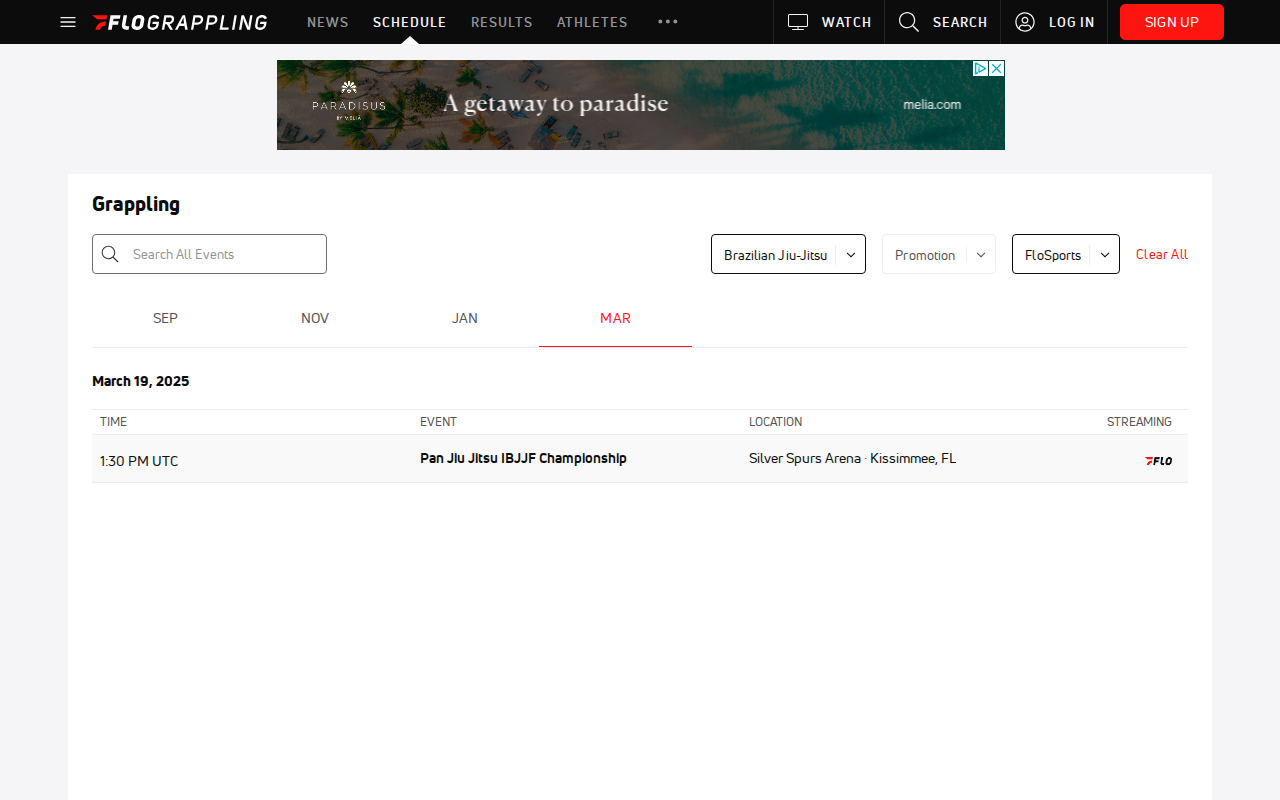 FLOGRAPPLING NEWS SCHEDULE RESULTS ATHLETES ••• WATCH SEARCH LOG IN SIGN UP
PARADISUS
BY MELIÁ
A getaway to paradise
melia.com
Grappling
Search All Events
Brazilian Jiu-Jitsu Promotion FloSports Clear All
SEP NOV JAN MAR
March 19, 2025
TIME EVENT LOCATION STREAMING
1:30 PM UTC Pan Jiu Jitsu IBJJF Championship Silver Spurs Arena · Kissimmee, FL FLO